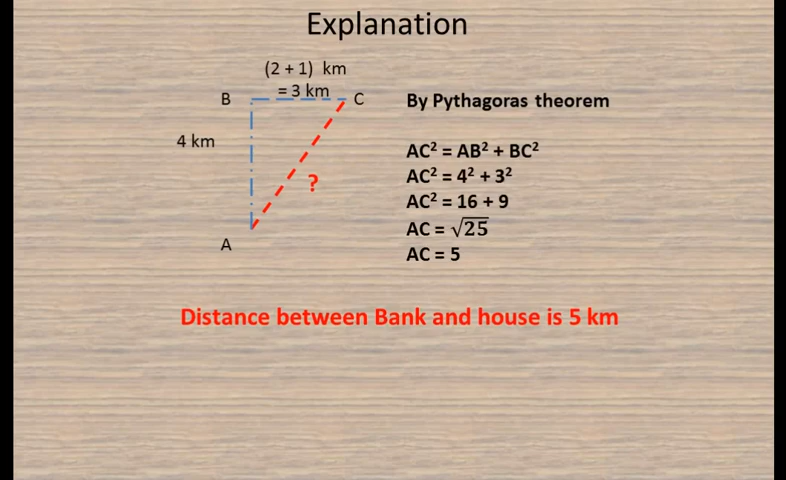 Explanation
(2 + 1) km
= 3 km
B
C
By Pythagoras theorem
4 km
AC² = AB² + BC²
AC² = 4² + 3²
?
AC² = 16 + 9
AC = √25
A
AC = 5
Distance between Bank and house is 5 km